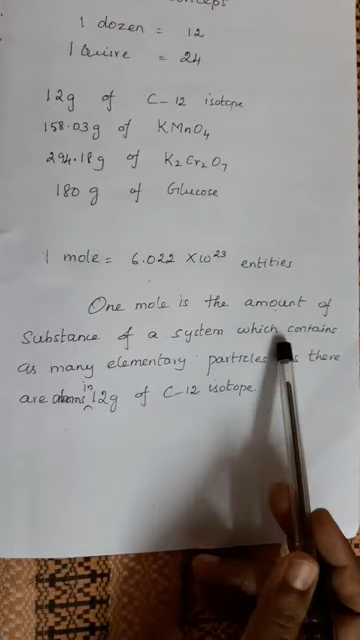 concept
1 dozen = 12
1 Quire = 24
12g of C-12 isotope
158.03g of KMnO4
294.18g of K2Cr2O7
180 g of Glucose
1 mole = 6.022 X 10^23 entities
One mole is the amount of
Substance of a system which contains
as many elementary particles there
are atoms in 12g of C-12 isotope.